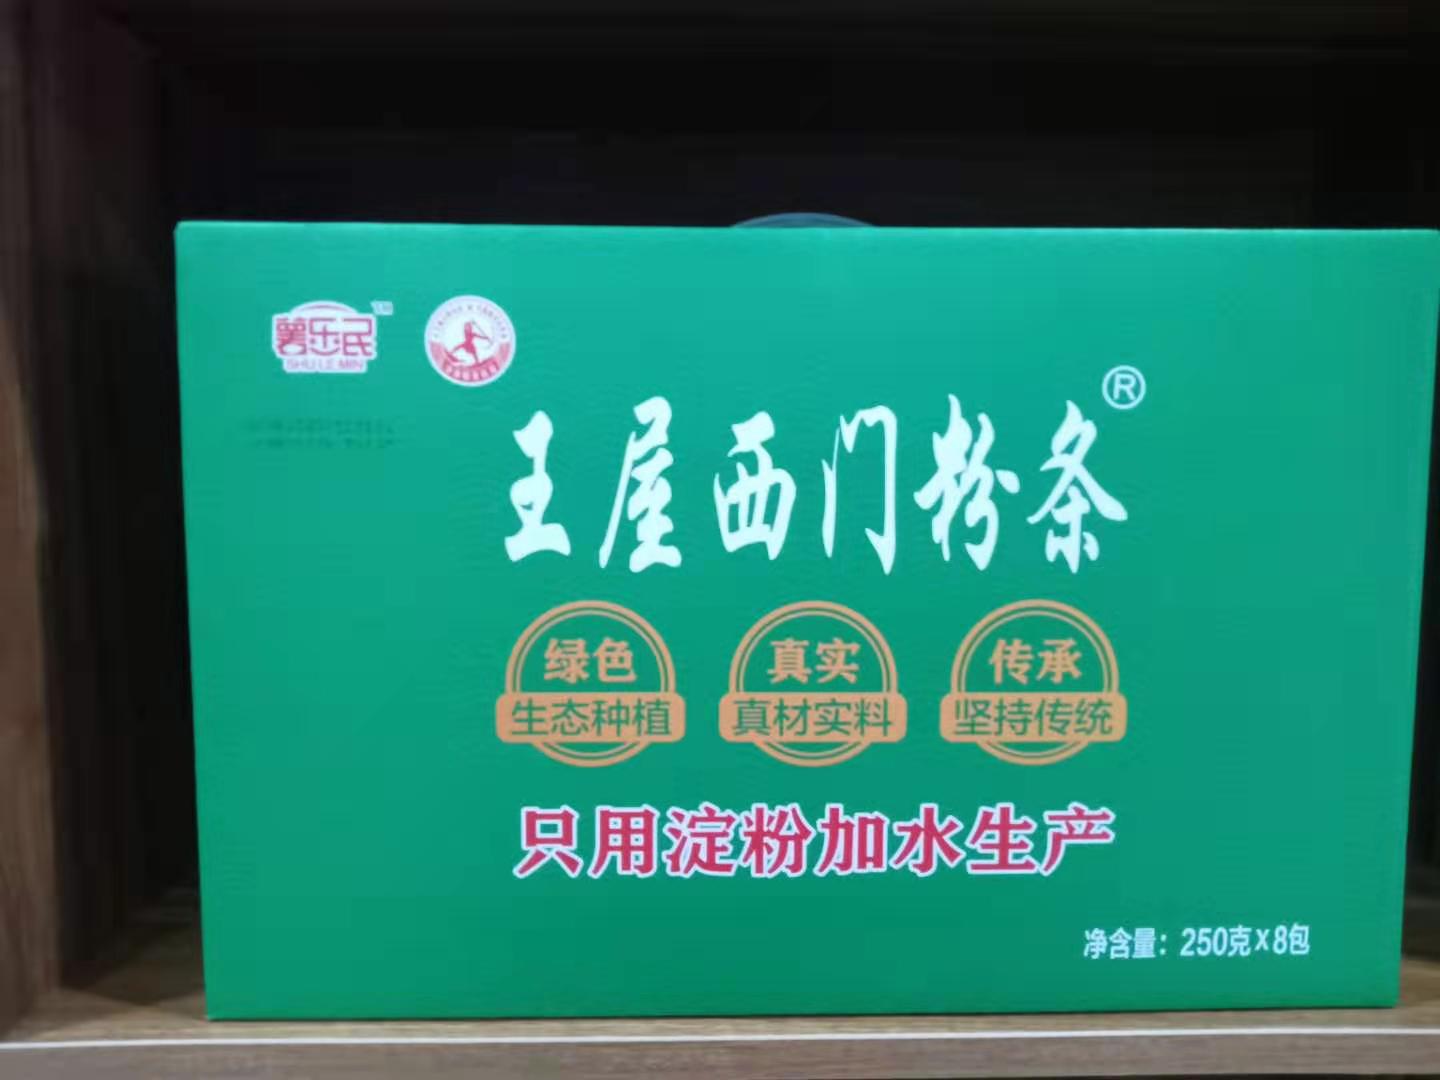 薯乐民
TM
SHU LE MIN
王屋西门粉条®
绿色
生态种植
真实
真材实料
传承
坚持传统
只用淀粉加水生产
净含量：250克x8包